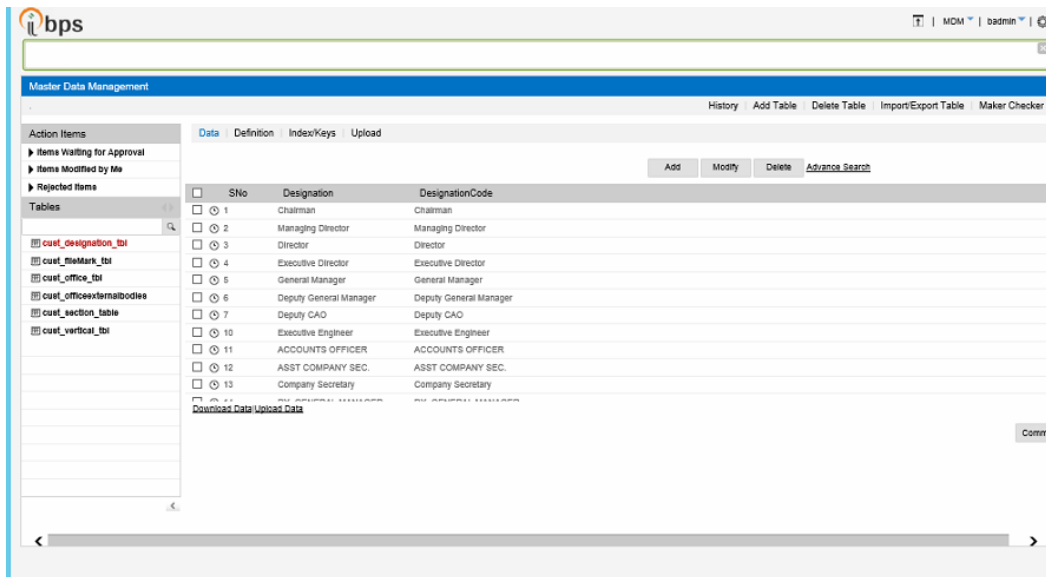 ibps
MDM | badmin |
Master Data Management
History Add Table Delete Table Import/Export Table Maker Checker
Action Items
Items Waiting for Approval
Items Modified by Me
Rejected Items
Tables
cust_designation_tbl
cust_fileMark_tbl
cust_office_tbl
cust_officeexternalbodies
cust_section_table
cust_vertical_tbl
Data Definition Index/Keys Upload
Add Modify Delete Advance Search
SNo Designation DesignationCode
1 Chairman Chairman
2 Managing Director Managing Director
3 Director Director
4 Executive Director Executive Director
5 General Manager General Manager
6 Deputy General Manager Deputy General Manager
7 Deputy CAO Deputy CAO
10 Executive Engineer Executive Engineer
11 ACCOUNTS OFFICER ACCOUNTS OFFICER
12 ASST COMPANY SEC. ASST COMPANY SEC.
13 Company Secretary Company Secretary
Download Data|Upload Data
Comm